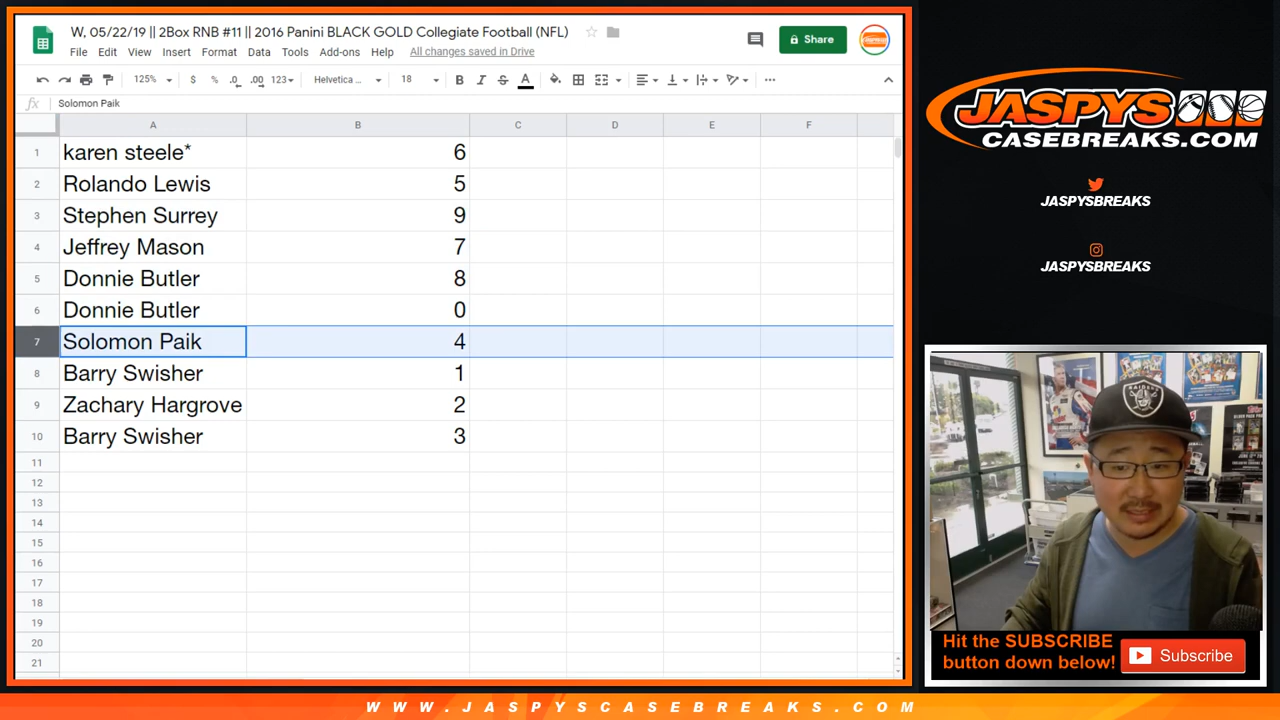 W, 05/22/19 || 2Box RNB #11 || 2016 Panini BLACK GOLD Collegiate Football (NFL)
File Edit View Insert Format Data Tools Add-ons Help All changes saved in Drive
Share
125% $ % .0 .00 123 Helvetica ... 18 B I S A
fx Solomon Paik
A B C D E F
1 karen steele* 6
2 Rolando Lewis 5
3 Stephen Surrey 9
4 Jeffrey Mason 7
5 Donnie Butler 8
6 Donnie Butler 0
7 Solomon Paik 4
8 Barry Swisher 1
9 Zachary Hargrove 2
10 Barry Swisher 3
11
12
13
14
15
16
17
18
19
20
21
JASPYS
CASEBREAKS.COM
JASPYSBREAKS
JASPYSBREAKS
RAIDERS
Topps
Hit the SUBSCRIBE
button down below!
Subscribe
WWW.JASPYSCASEBREAKS.COM